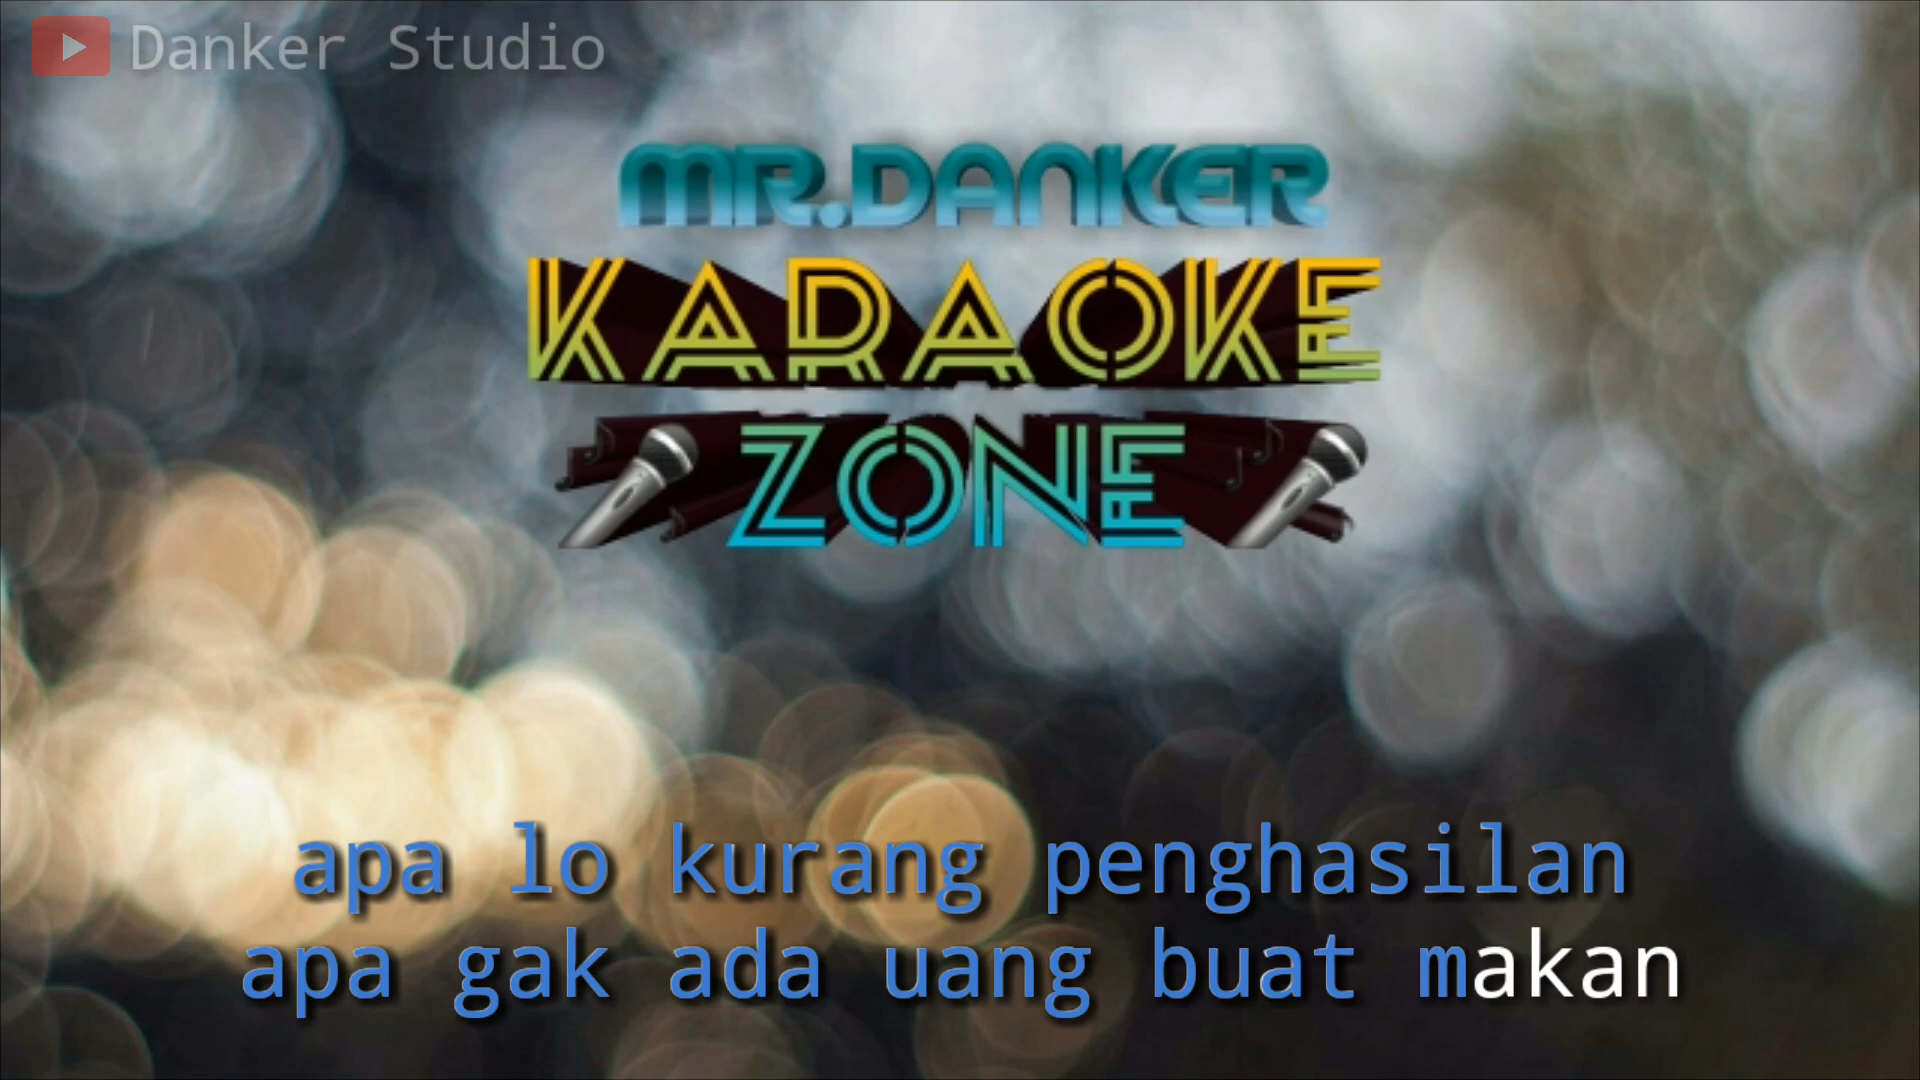 Danker Studio
MR.DANKER
KARAOKE
ZONE
apa lo kurang penghasilan
apa gak ada uang buat makan